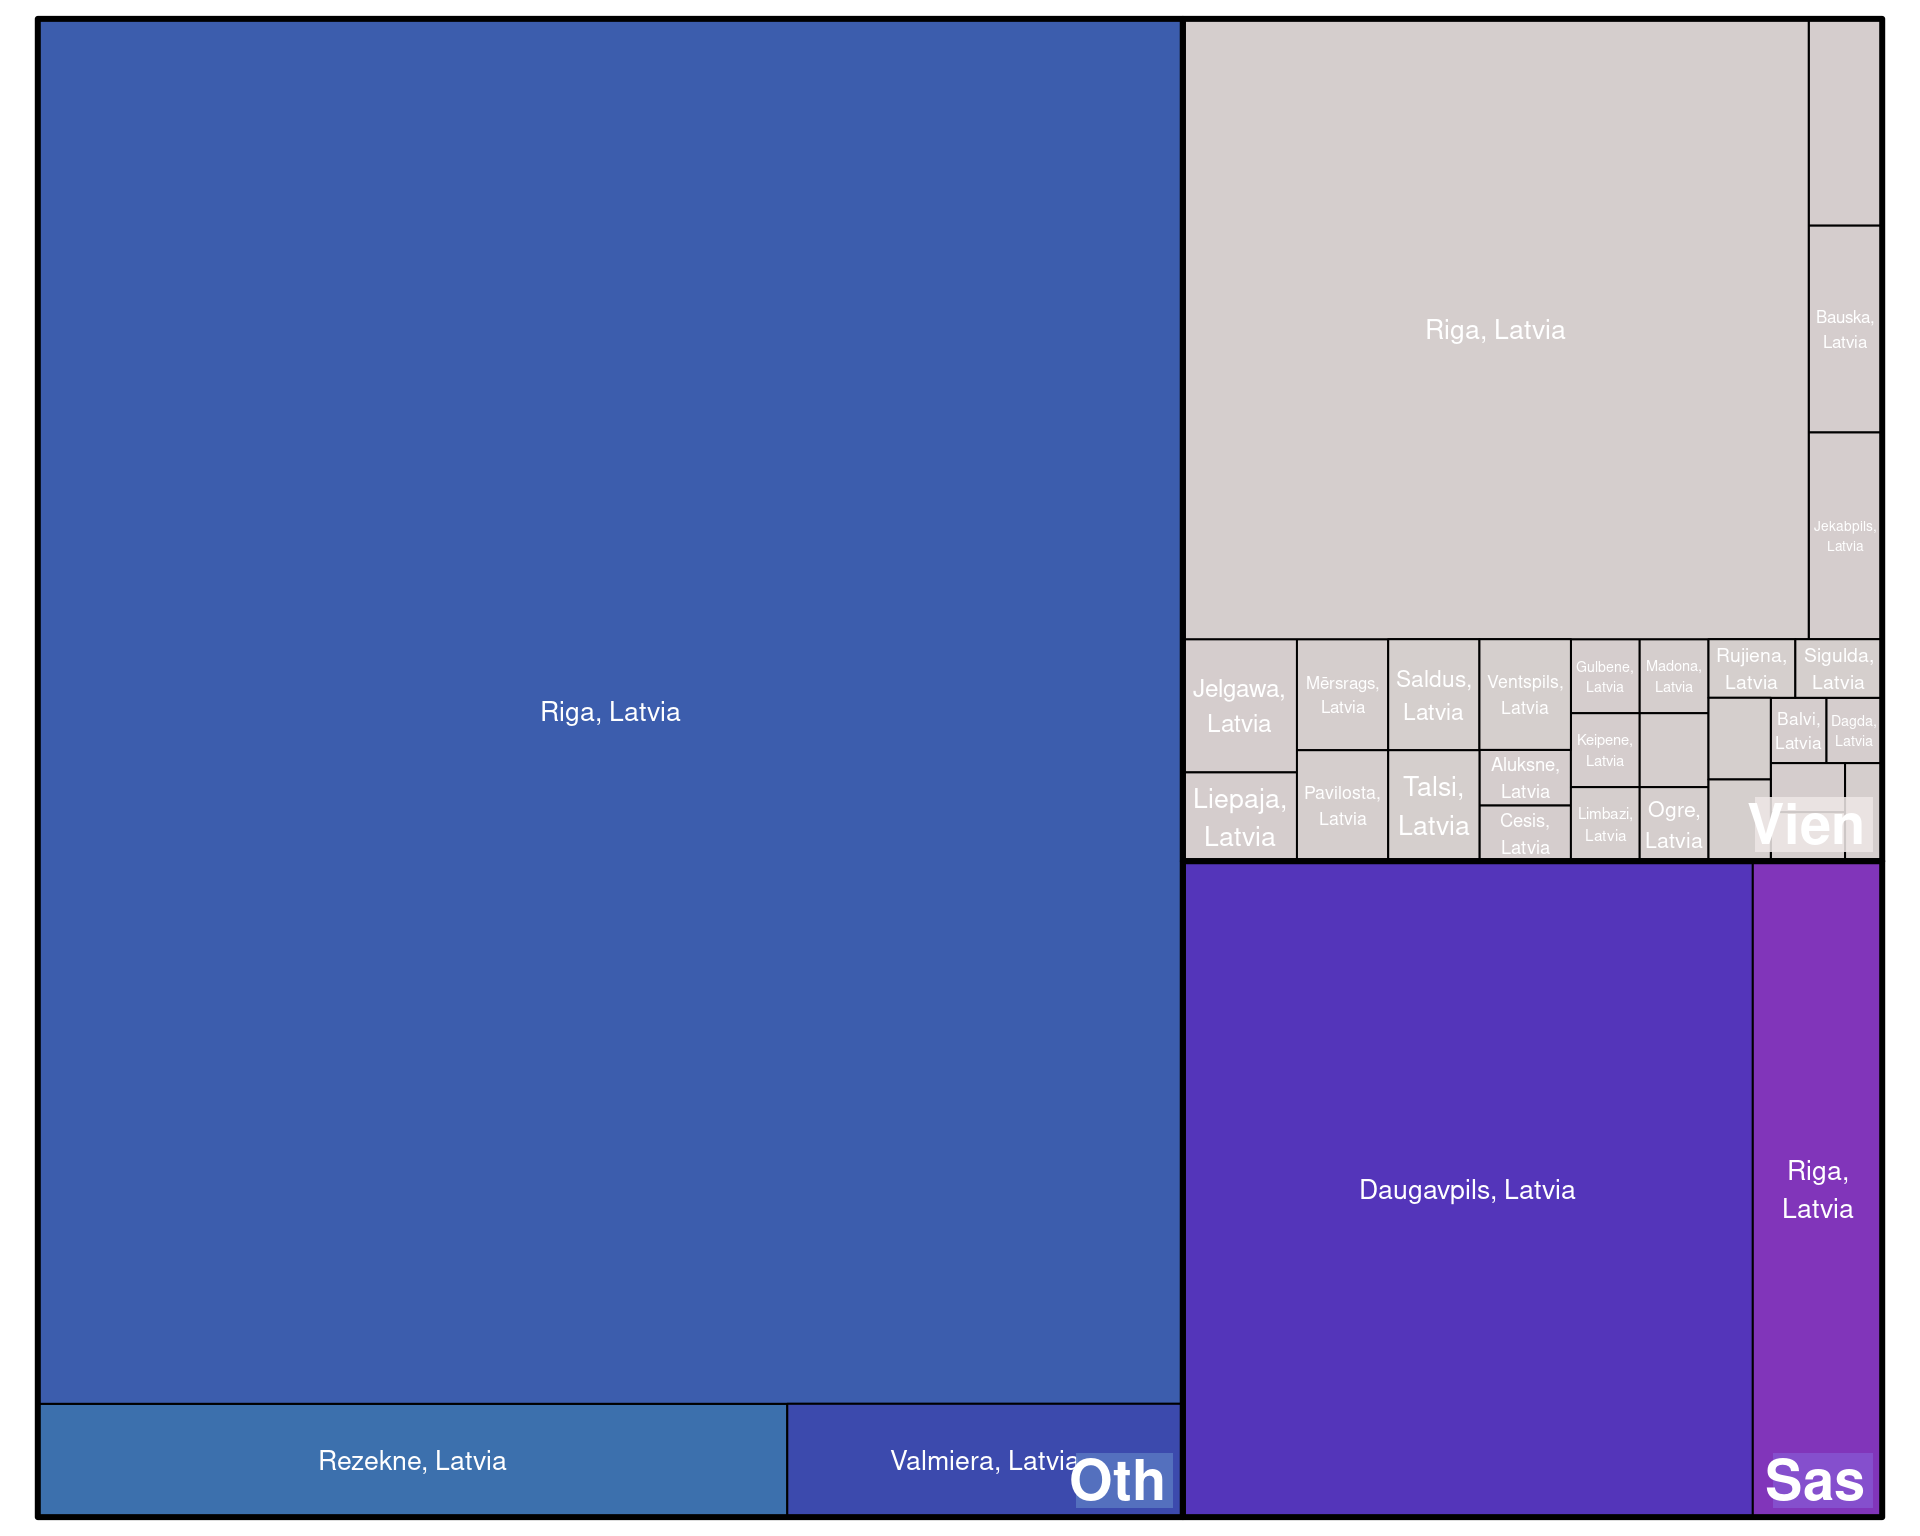 Riga, Latvia
Rezekne, Latvia
Valmiera, Latvia
Oth
Riga, Latvia
Bauska,
Latvia
Jekabpils,
Latvia
Jelgawa,
Latvia
Liepaja,
Latvia
Mērsrags,
Latvia
Pavilosta,
Latvia
Saldus,
Latvia
Talsi,
Latvia
Ventspils,
Latvia
Aluksne,
Latvia
Cesis,
Latvia
Gulbene,
Latvia
Keipene,
Latvia
Limbazi,
Latvia
Madona,
Latvia
Ogre,
Latvia
Rujiena,
Latvia
Sigulda,
Latvia
Balvi,
Latvia
Dagda,
Latvia
Vien
Daugavpils, Latvia
Riga,
Latvia
Sas